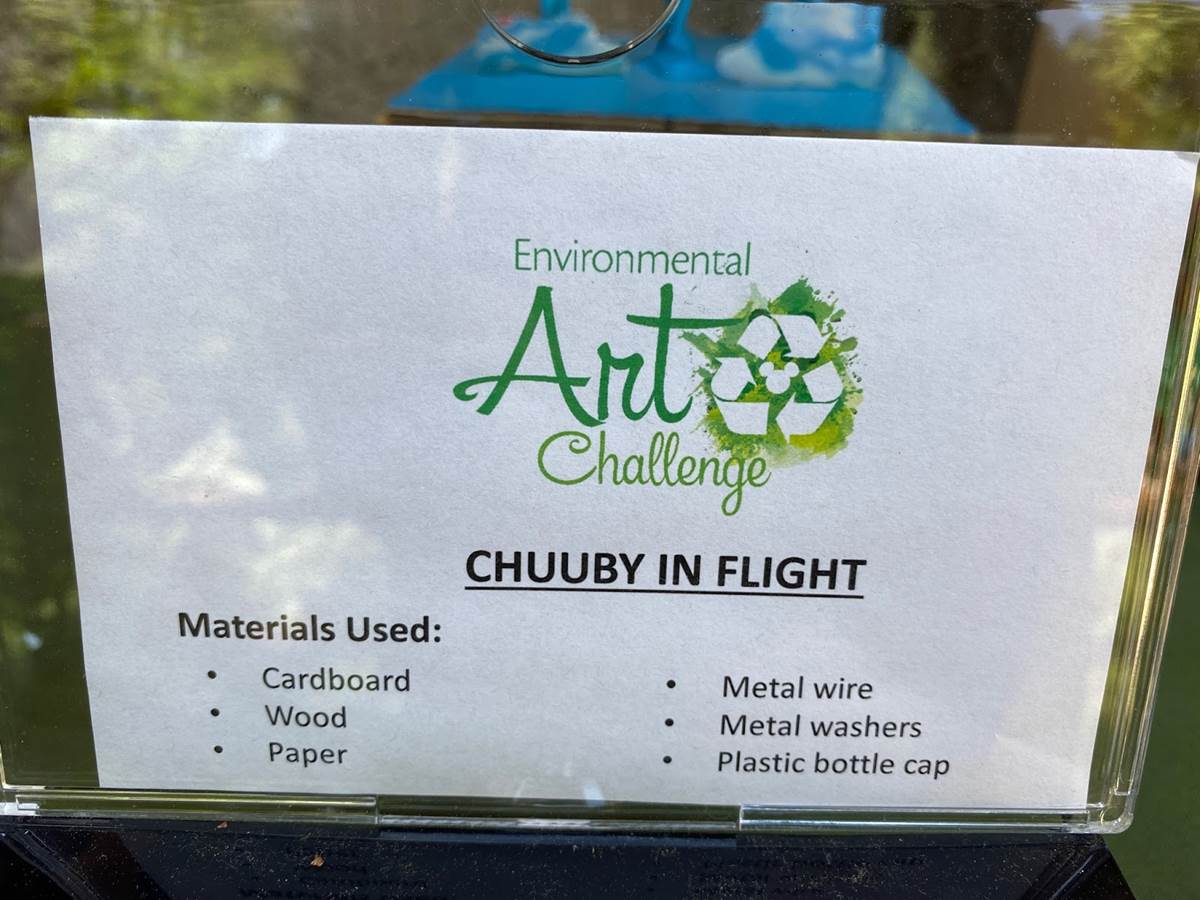 Environmental
Art
Challenge
CHUUBY IN FLIGHT
Materials Used:
• Cardboard
• Wood
• Paper
• Metal wire
• Metal washers
• Plastic bottle cap